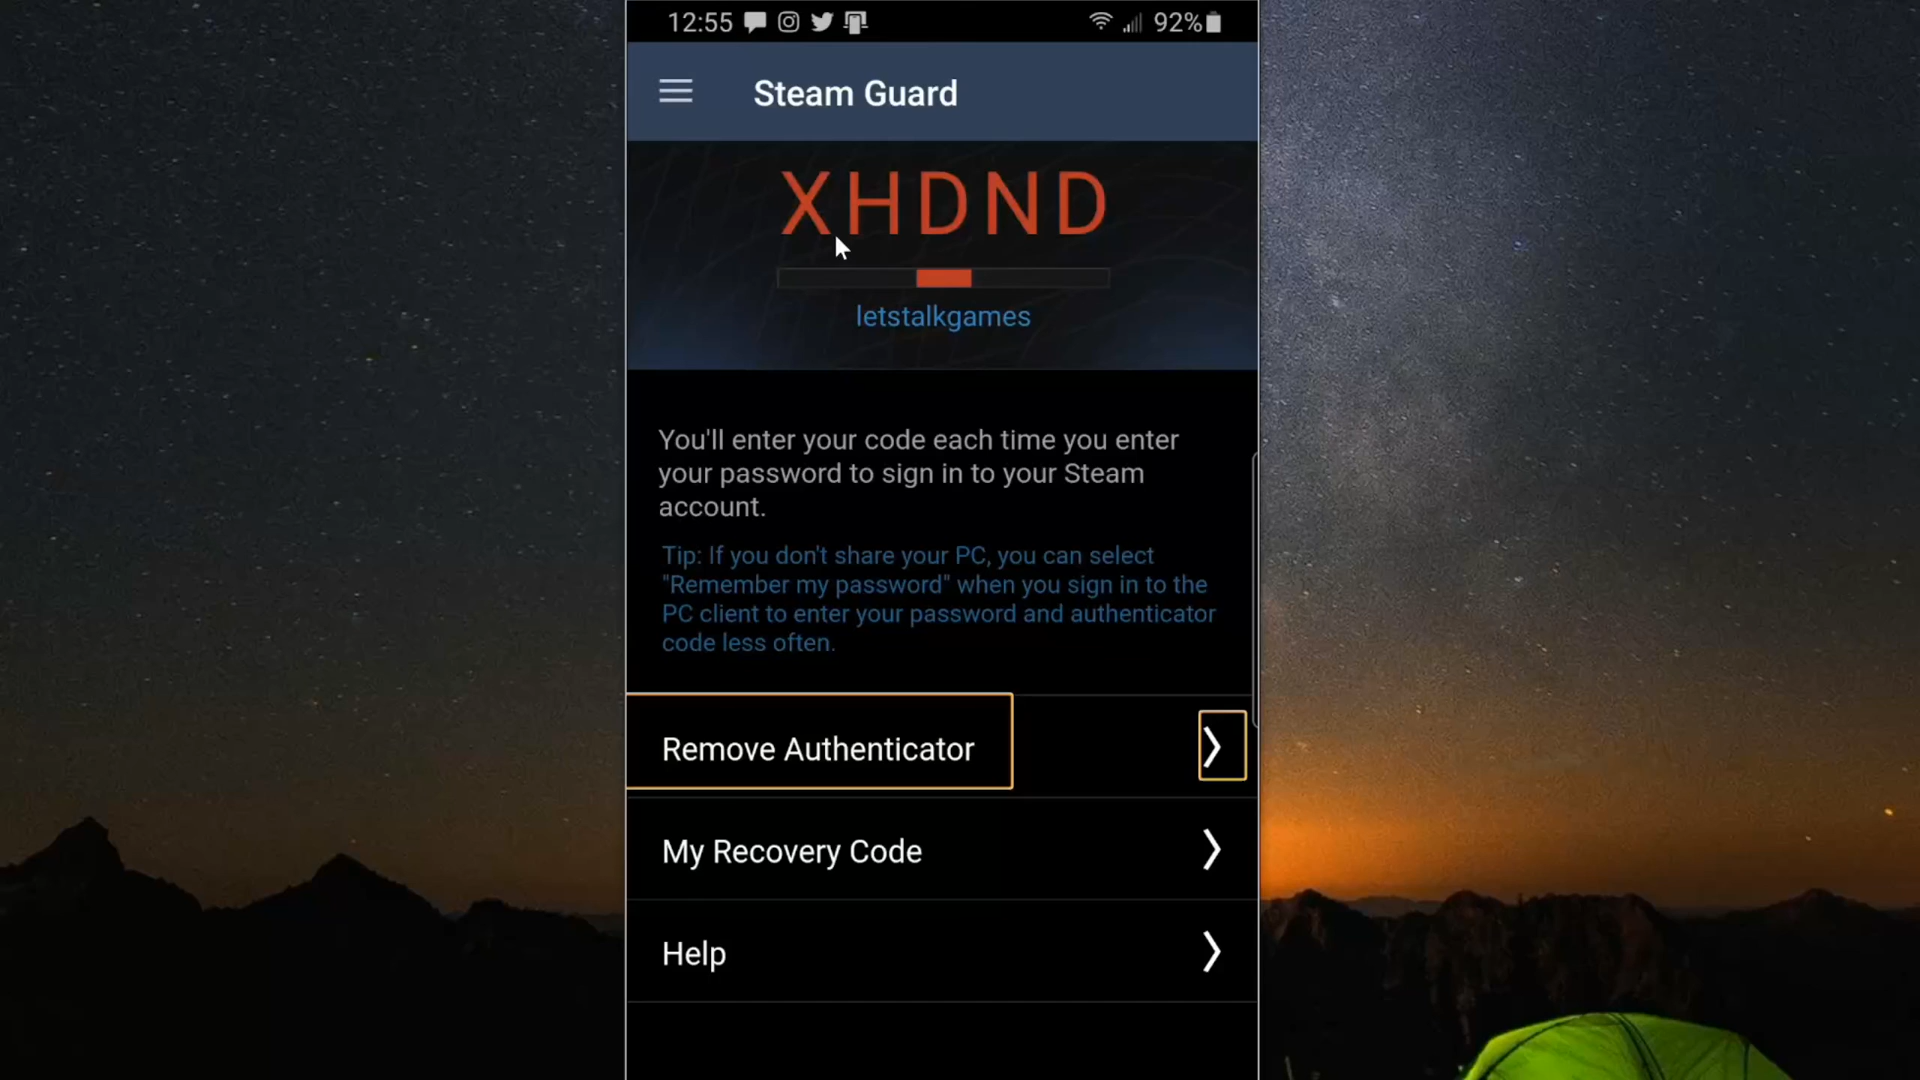 12:55 92%
Steam Guard
XHDND
letstalkgames
You'll enter your code each time you enter
your password to sign in to your Steam
account.
Tip: If you don't share your PC, you can select
"Remember my password" when you sign in to the
PC client to enter your password and authenticator
code less often.
Remove Authenticator
My Recovery Code
Help